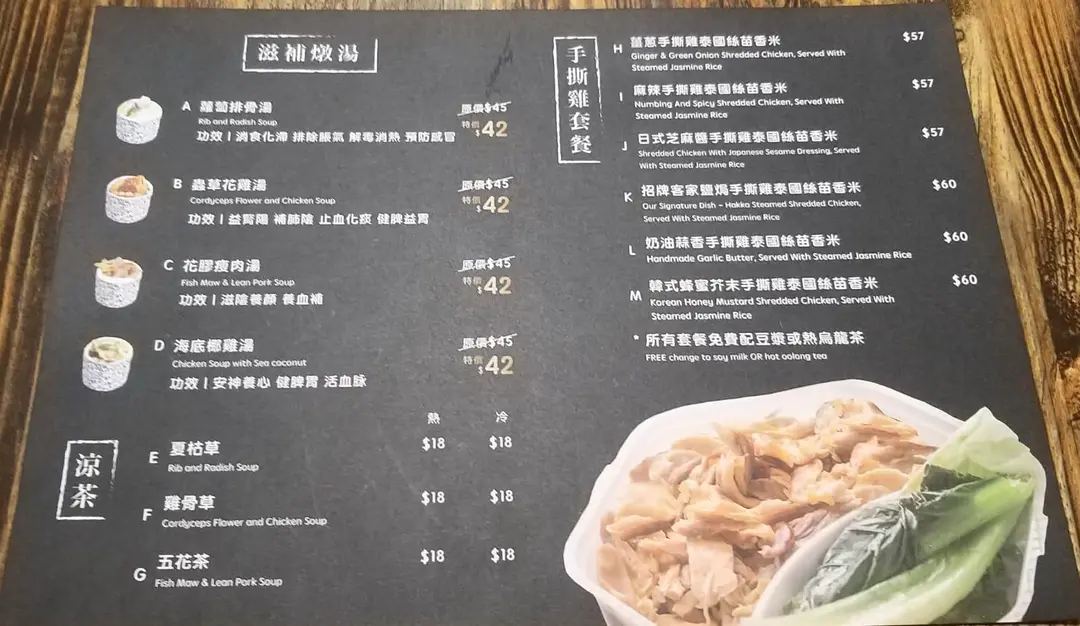 滋補燉湯
A 蘿蔔排骨湯 原價$45
Rib and Radish Soup 特價$42
功效 | 消食化滯 排除脹氣 解毒消熱 預防感冒
B 蟲草花雞湯 原價$45
Cordyceps Flower and Chicken Soup 特價$42
功效 | 益腎陽 補肺陰 止血化痰 健脾益胃
C 花膠瘦肉湯 原價$45
Fish Maw & Lean Pork Soup 特價$42
功效 | 滋陰養顏 養血補
D 海底椰雞湯 原價$45
Chicken Soup with Sea coconut 特價$42
功效 | 安神養心 健脾胃 活血脉
涼茶
熱 冷
E 夏枯草 $18 $18
Rib and Radish Soup
F 雞骨草 $18 $18
Cordyceps Flower and Chicken Soup
G 五花茶 $18 $18
Fish Maw & Lean Pork Soup
手撕雞套餐
H 薑蔥手撕雞泰國絲苗香米 $57
Ginger & Green Onion Shredded Chicken, Served With
Steamed Jasmine Rice
I 麻辣手撕雞泰國絲苗香米 $57
Numbing And Spicy Shredded Chicken, Served With
Steamed Jasmine Rice
J 日式芝麻醬手撕雞泰國絲苗香米 $57
Shredded Chicken With Japanese Sesame Dressing, Served
With Steamed Jasmine Rice
K 招牌客家鹽焗手撕雞泰國絲苗香米 $60
Our Signature Dish - Hakka Steamed Shredded Chicken,
Served With Steamed Jasmine Rice
L 奶油蒜香手撕雞泰國絲苗香米 $60
Handmade Garlic Butter, Served With Steamed Jasmine Rice
M 韓式蜂蜜芥末手撕雞泰國絲苗香米 $60
Korean Honey Mustard Shredded Chicken, Served With
Steamed Jasmine Rice
* 所有套餐免費配豆漿或熱烏龍茶
FREE change to soy milk OR hot oolong tea